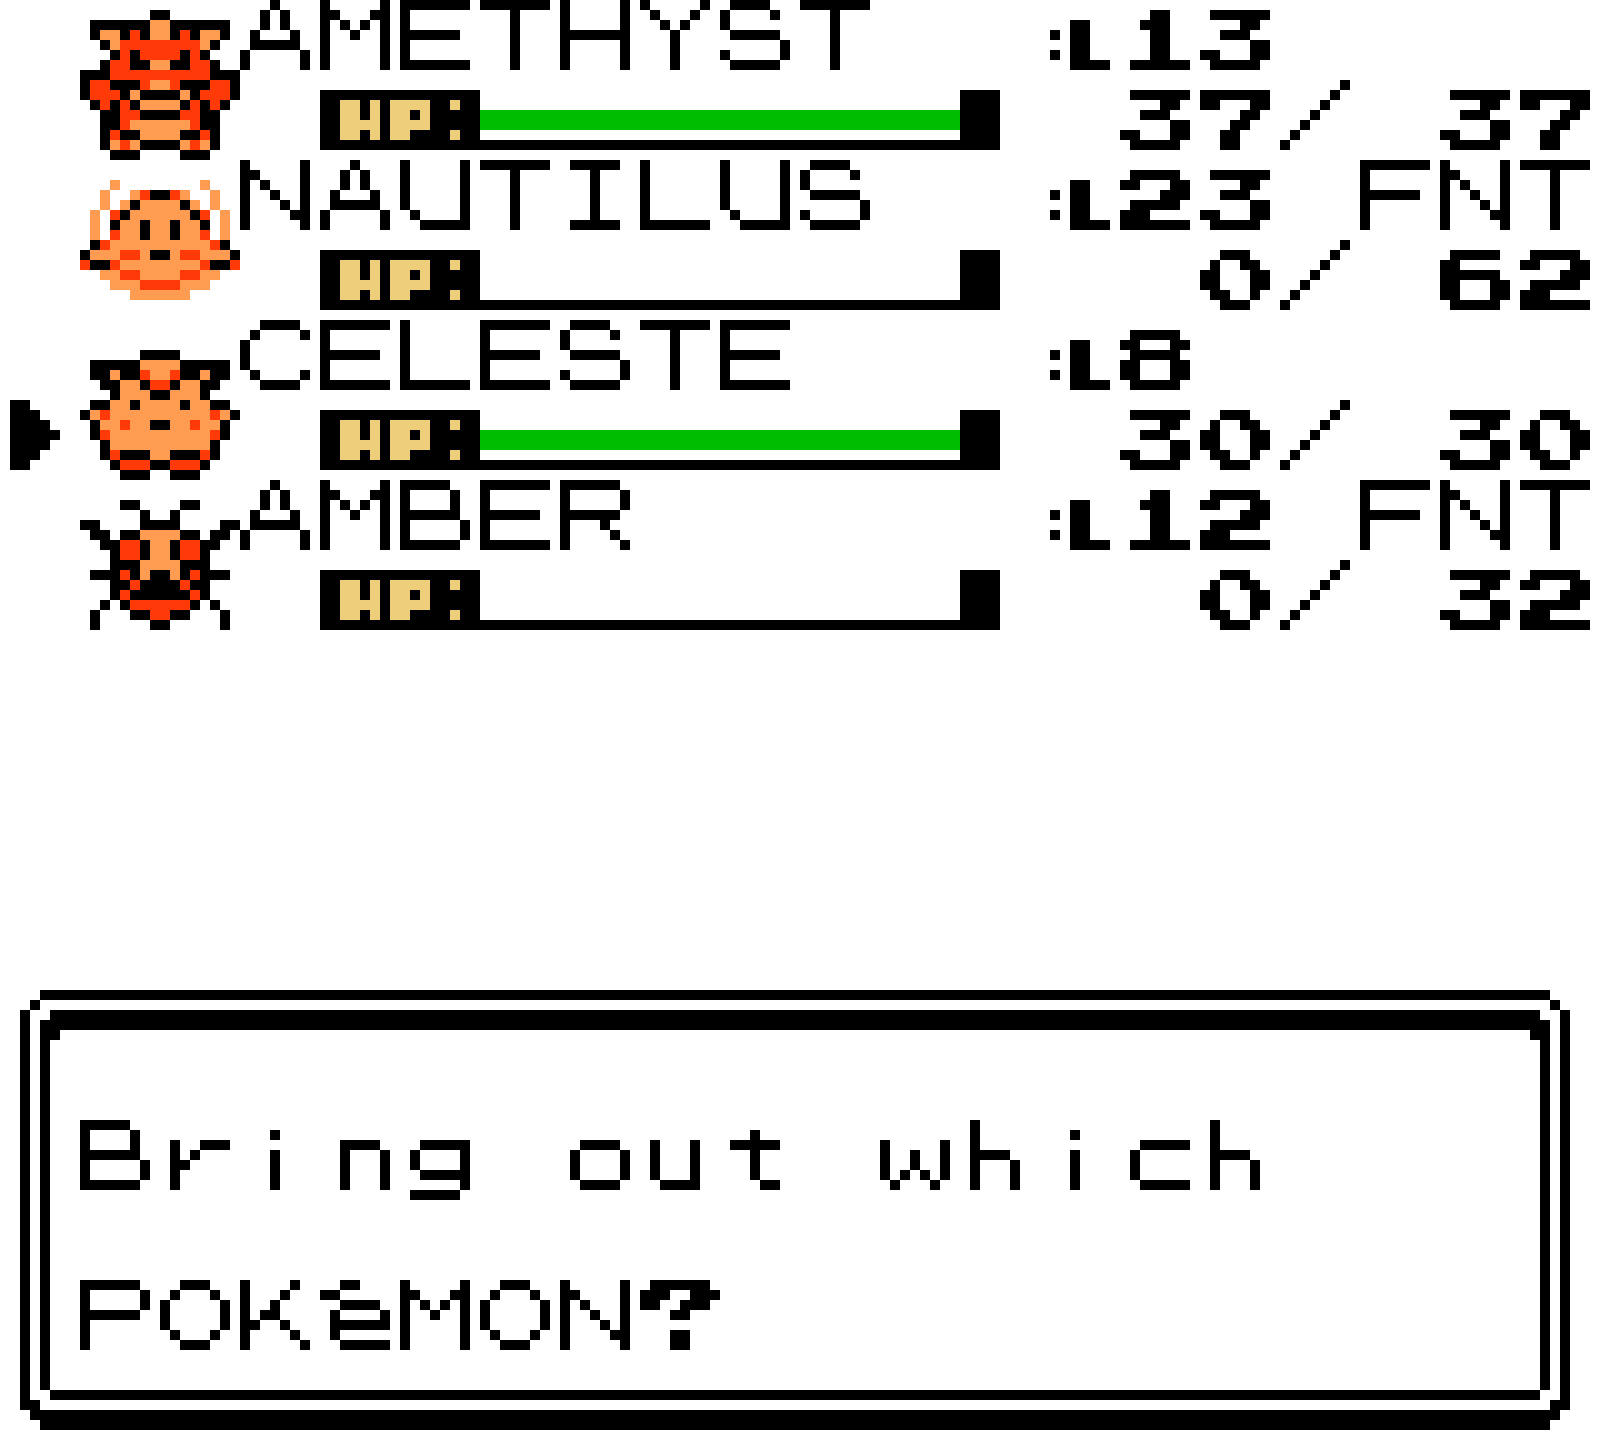 AMETHYST :L13
HP: 37/ 37
NAUTILUS :L23 FNT
HP: 0/ 62
CELESTE :L8
HP: 30/ 30
AMBER :L12 FNT
HP: 0/ 32
Bring out which
POKéMON?